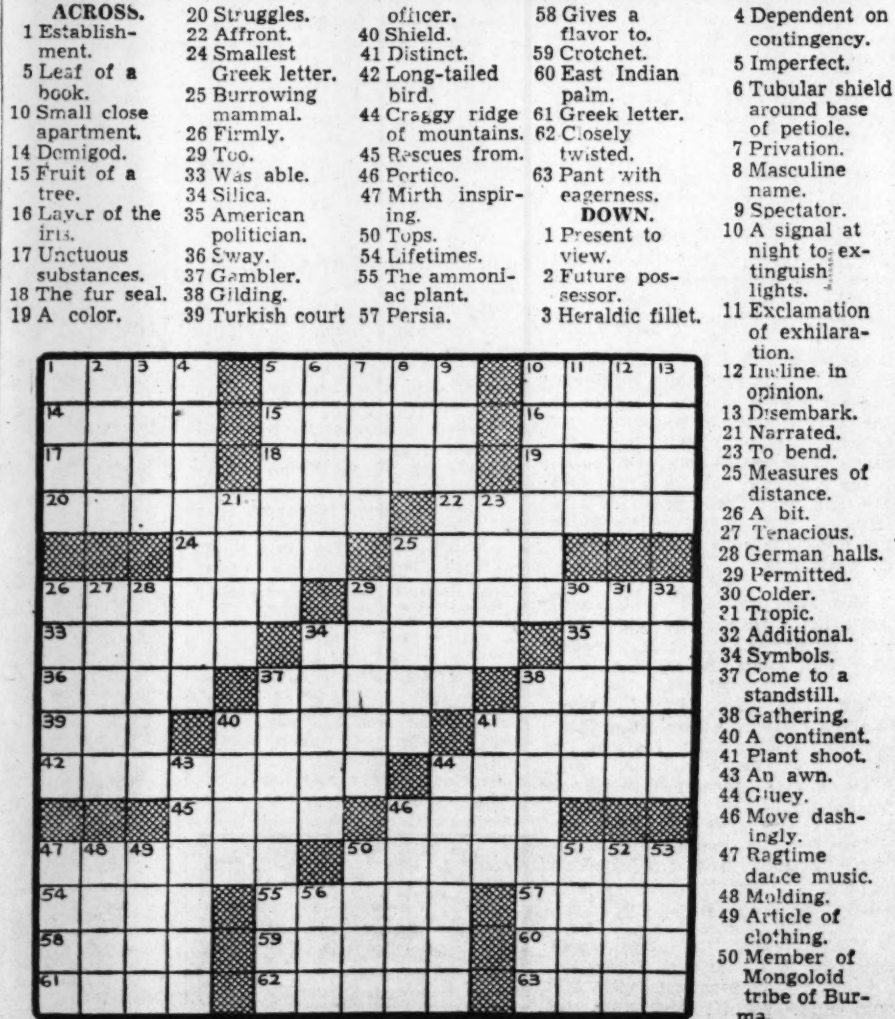 ACROSS.
1 Establish-
ment.
5 Leaf of a
book.
10 Small close
apartment.
14 Demigod.
15 Fruit of a
tree.
16 Layer of the
iris.
17 Unctuous
substances.
18 The fur seal.
19 A color.
20 Struggles.
22 Affront.
24 Smallest
Greek letter.
25 Burrowing
mammal.
26 Firmly.
29 Too.
33 Was able.
34 Silica.
35 American
politician.
36 Sway.
37 Gambler.
38 Gilding.
39 Turkish court
officer.
40 Shield.
41 Distinct.
42 Long-tailed
bird.
44 Craggy ridge
of mountains.
45 Rescues from.
46 Portico.
47 Mirth inspir-
ing.
50 Tops.
54 Lifetimes.
55 The ammoni-
ac plant.
57 Persia.
58 Gives a
flavor to.
59 Crotchet.
60 East Indian
palm.
61 Greek letter.
62 Closely
twisted.
63 Pant with
eagerness.
DOWN.
1 Present to
view.
2 Future pos-
sessor.
3 Heraldic fillet.
4 Dependent on
contingency.
5 Imperfect.
6 Tubular shield
around base
of petiole.
7 Privation.
8 Masculine
name.
9 Spectator.
10 A signal at
night to ex-
tinguish
lights.
11 Exclamation
of exhilara-
tion.
12 Incline in
opinion.
13 Disembark.
21 Narrated.
23 To bend.
25 Measures of
distance.
26 A bit.
27 Tenacious.
28 German halls.
29 Permitted.
30 Colder.
31 Tropic.
32 Additional.
34 Symbols.
37 Come to a
standstill.
38 Gathering.
40 A continent.
41 Plant shoot.
43 An awn.
44 Gluey.
46 Move dash-
ingly.
47 Ragtime
dance music.
48 Molding.
49 Article of
clothing.
50 Member of
Mongoloid
tribe of Bur-
ma
1 2 3 4 5 6 7 8 9 10 11 12 13
14 15 16
17 18 19
20 21 22 23
24 25
26 27 28 29 30 31 32
33 34 35
36 37 38
39 40 41
42 43 44
45 46
47 48 49 50 51 52 53
54 55 56 57
58 59 60
61 62 63